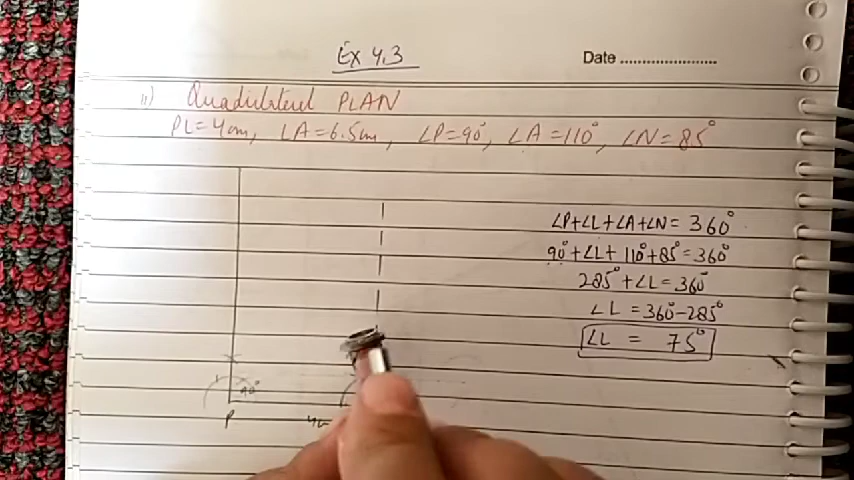 Ex 4.3
Date ........................
ii) Quadrilateral PLAN
PL=4cm, LA=6.5cm, ∠P=90°, ∠A=110°, ∠N=85°
∠P+∠L+∠A+∠N=360°
90°+∠L+110°+85°=360°
285°+∠L=360°
∠L=360°-285°
∠L = 75°
90°
P